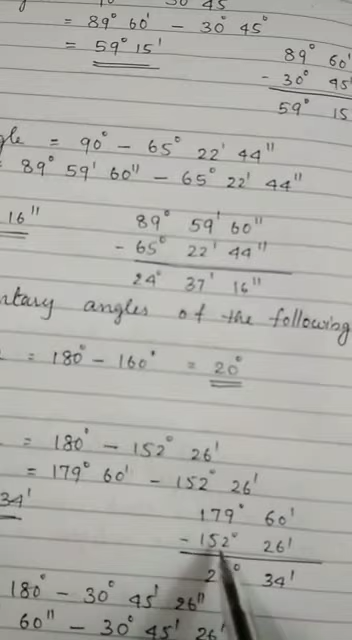 30 45
= 89° 60' - 30° 45°
= 59° 15'
89° 60'
- 30° 45'
59° 15
= 90° - 65° 22' 44"
= 89° 59' 60" - 65° 22' 44"
16"
89° 59' 60"
- 65° 22' 44"
24° 37' 16"
angles of the following
= 180° - 160° = 20°
= 180° - 152° 26'
= 179° 60' - 152° 26'
34'
179° 60'
- 152° 26'
2 ° 34'
180° - 30° 45' 26"
60" - 30° 45' 26'